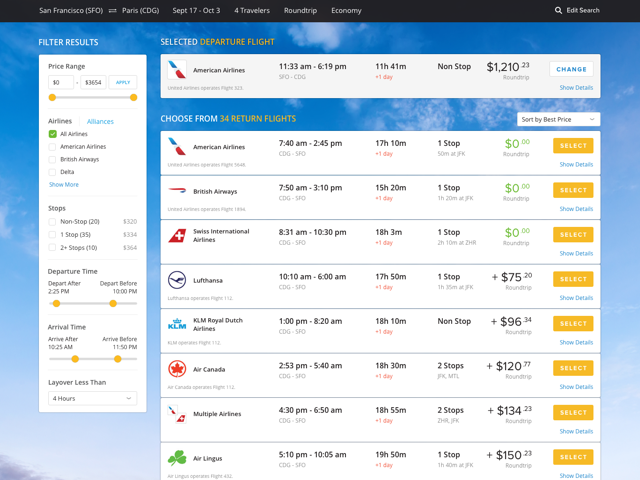 San Francisco (SFO) ⇌ Paris (CDG) Sept 17 - Oct 3 4 Travelers Roundtrip Economy Edit Search
FILTER RESULTS
Price Range
$0 - $3654 APPLY
Airlines Alliances
All Airlines
American Airlines
British Airways
Delta
Show More
Stops
Non-Stop (20) $320
1 Stop (35) $334
2+ Stops (10) $364
Departure Time
Depart After Depart Before
2:25 PM 10:00 PM
Arrival Time
Arrive After Arrive Before
10:25 AM 11:50 PM
Layover Less Than
4 Hours
SELECTED DEPARTURE FLIGHT
American Airlines 11:33 am - 6:19 pm 11h 41m Non Stop $1,210.23 CHANGE
SFO - CDG +1 day Roundtrip
United Airlines operates Flight 323. Show Details
CHOOSE FROM 34 RETURN FLIGHTS Sort by Best Price
American Airlines 7:40 am - 2:45 pm 17h 10m 1 Stop $0.00 SELECT
CDG - SFO +1 day 50m at JFK Roundtrip
United Airlines operates Flight 5648. Show Details
British Airways 7:50 am - 3:10 pm 15h 20m 1 Stop $0.00 SELECT
CDG - SFO +1 day 1h 20m at JFK Roundtrip
United Airlines operates Flight 1894. Show Details
Swiss International Airlines 8:31 am - 10:30 pm 18h 3m 1 Stop $0.00 SELECT
CDG - SFO +1 day 2h 10m at ZHR Roundtrip
Show Details
Lufthansa 10:10 am - 6:00 am 17h 50m 1 Stop + $75.20 SELECT
CDG - SFO +1 day 1h 35m at JFK Roundtrip
Lufthansa operates Flight 112. Show Details
KLM KLM Royal Dutch Airlines 1:00 pm - 8:20 am 18h 10m Non Stop + $96.34 SELECT
CDG - SFO +1 day Roundtrip
KLM operates Flight 112. Show Details
Air Canada 2:53 pm - 5:40 am 18h 30m 2 Stops + $120.77 SELECT
CDG - SFO +1 day JFK, MTL Roundtrip
Air Canada operates Flight 112. Show Details
Multiple Airlines 4:30 pm - 6:50 am 18h 55m 2 Stops + $134.23 SELECT
CDG - SFO +1 day ZHR, JFK Roundtrip
Show Details
Air Lingus 5:10 pm - 10:05 am 19h 50m 1 Stop + $150.23 SELECT
CDG - SFO +1 day 1h 40m at JFK Roundtrip
Air Lingus operates Flight 432. Show Details